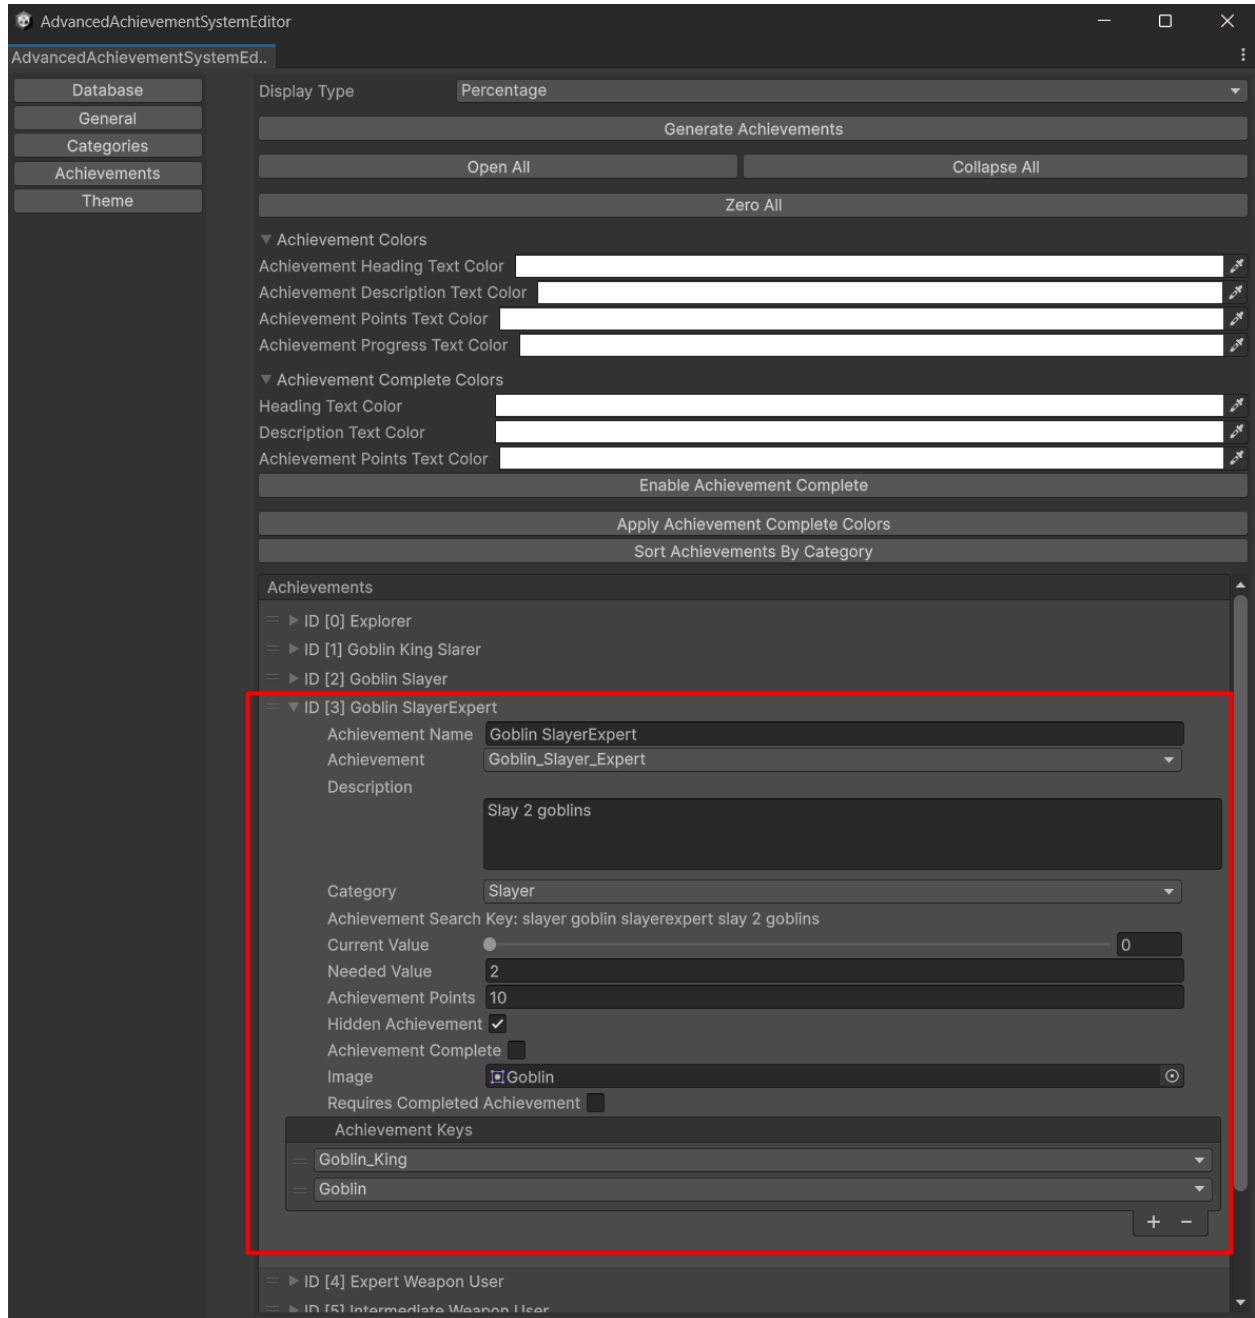 AdvancedAchievementSystemEditor
AdvancedAchievementSystemEd..
Database
General
Categories
Achievements
Theme
Display Type Percentage
Generate Achievements
Open All Collapse All
Zero All
Achievement Colors
Achievement Heading Text Color
Achievement Description Text Color
Achievement Points Text Color
Achievement Progress Text Color
Achievement Complete Colors
Heading Text Color
Description Text Color
Achievement Points Text Color
Enable Achievement Complete
Apply Achievement Complete Colors
Sort Achievements By Category
Achievements
ID [0] Explorer
ID [1] Goblin King Slarer
ID [2] Goblin Slayer
ID [3] Goblin SlayerExpert
Achievement Name Goblin SlayerExpert
Achievement Goblin_Slayer_Expert
Description
Slay 2 goblins
Category Slayer
Achievement Search Key: slayer goblin slayerexpert slay 2 goblins
Current Value 0
Needed Value 2
Achievement Points 10
Hidden Achievement
Achievement Complete
Image Goblin
Requires Completed Achievement
Achievement Keys
Goblin_King
Goblin
ID [4] Expert Weapon User
ID [5] Intermediate Weapon User